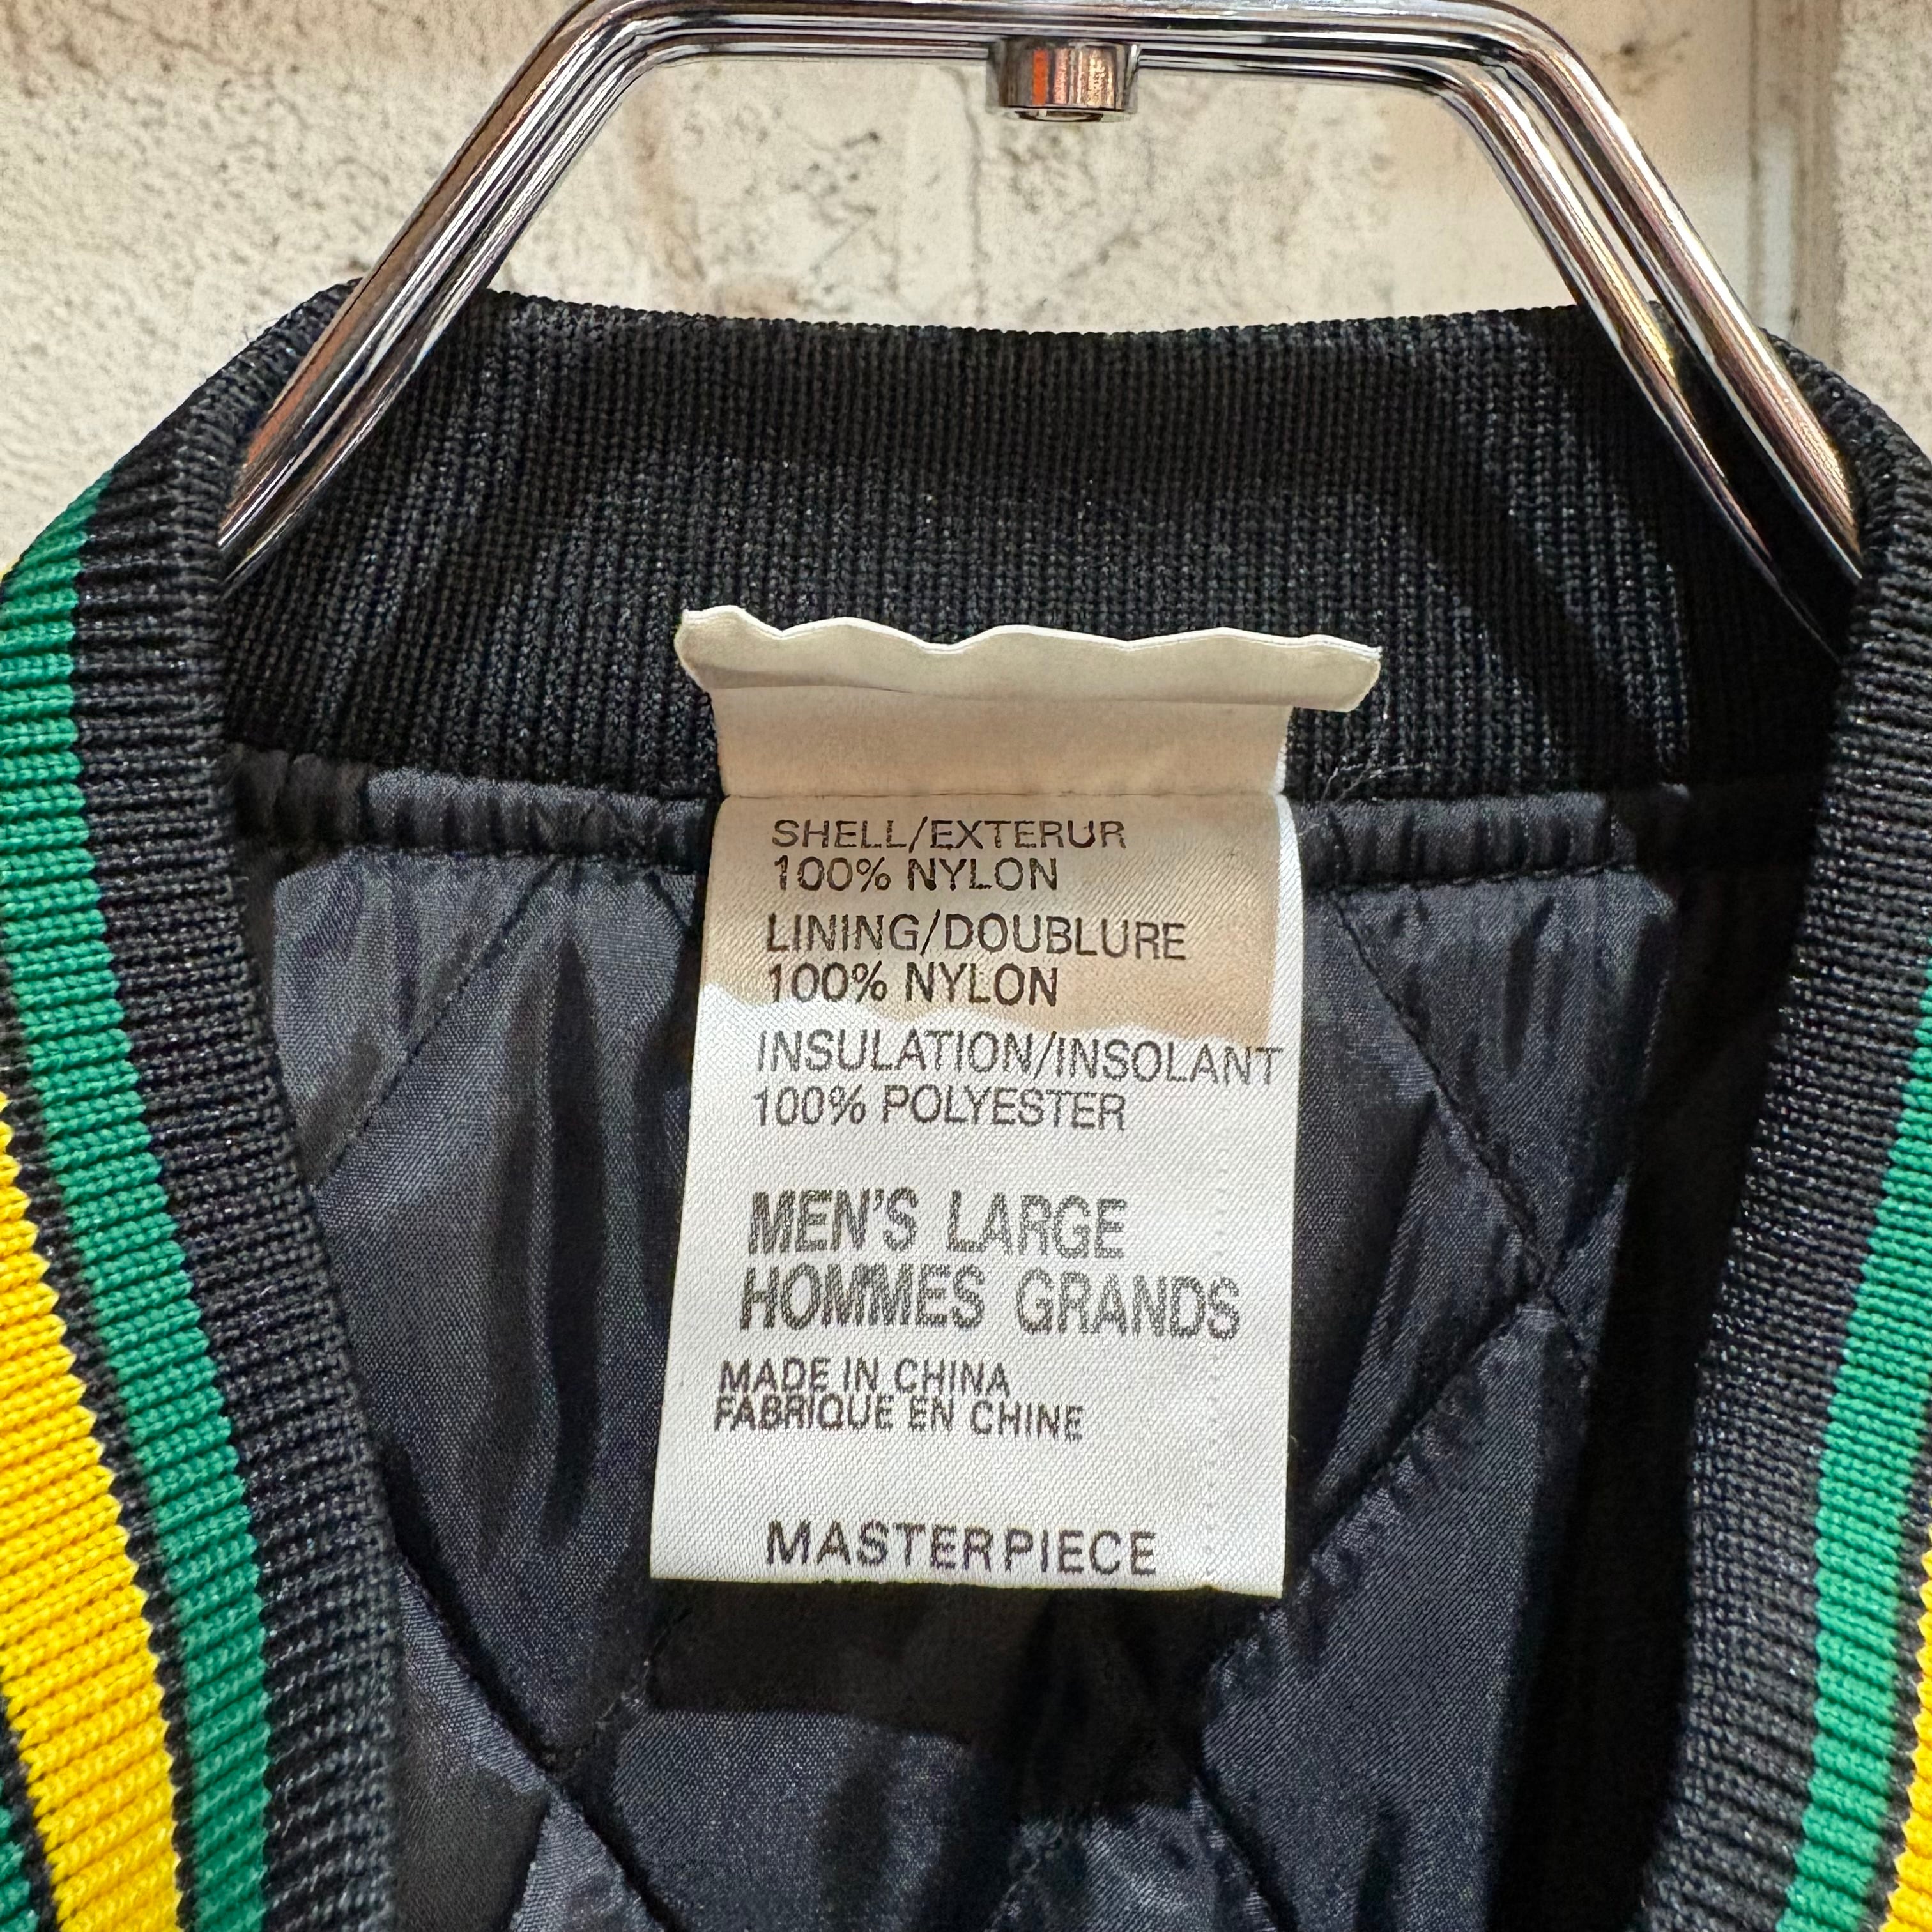 SHELL/EXTERUR
100% NYLON
LINING/DOUBLURE
100% NYLON
INSULATION/INSOLANT
100% POLYESTER
MEN'S LARGE
HOMMES GRANDS
MADE IN CHINA
FABRIQUE EN CHINE
MASTERPIECE